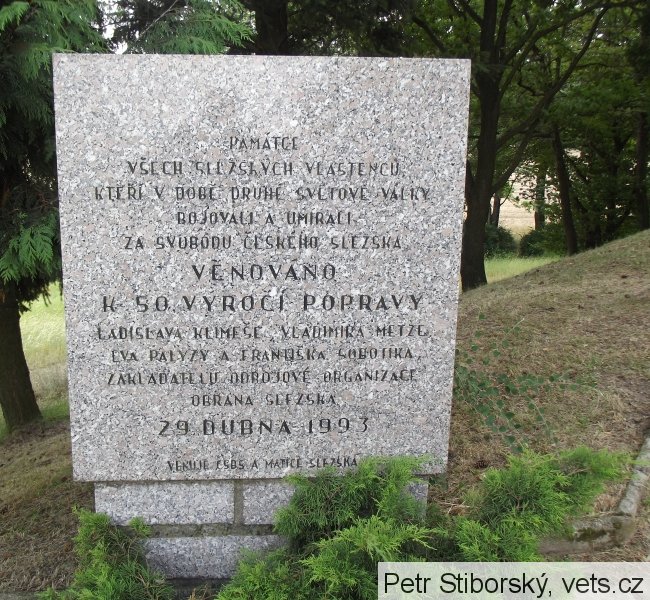 PAMÁTCE
VŠECH SLEZSKÝCH VLASTENCŮ,
KTEŘÍ V DOBĚ DRUHÉ SVĚTOVÉ VÁLKY
BOJOVALI A UMÍRALI
ZA SVOBODU ČESKÉHO SLEZSKA
VĚNOVÁNO
K 50. VÝROČÍ POPRAVY
LADISLAVA KLIMEŠE, VLADIMÍRA METZE,
EVA PALYZY A FRANTIŠKA SOBOTÍKA,
ZAKLADATELŮ ODBOJOVÉ ORGANIZACE
OBRANA SLEZSKA
29. DUBNA 1993
VĚNUJE ČSBS A MATICE SLEZSKÁ
Petr Stiborský, vets.cz